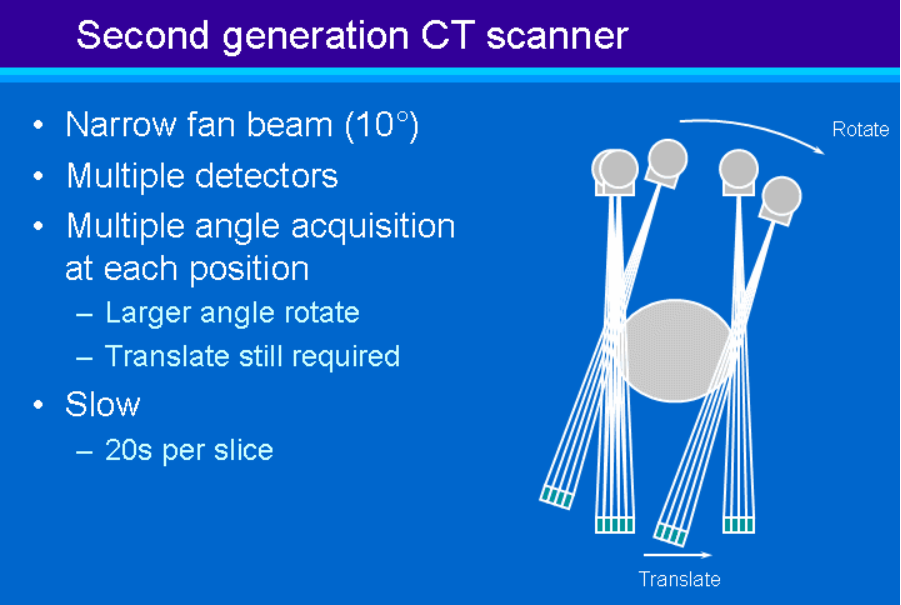 Second generation CT scanner
• Narrow fan beam (10°)
• Multiple detectors
• Multiple angle acquisition
at each position
– Larger angle rotate
– Translate still required
• Slow
– 20s per slice
Rotate
Translate